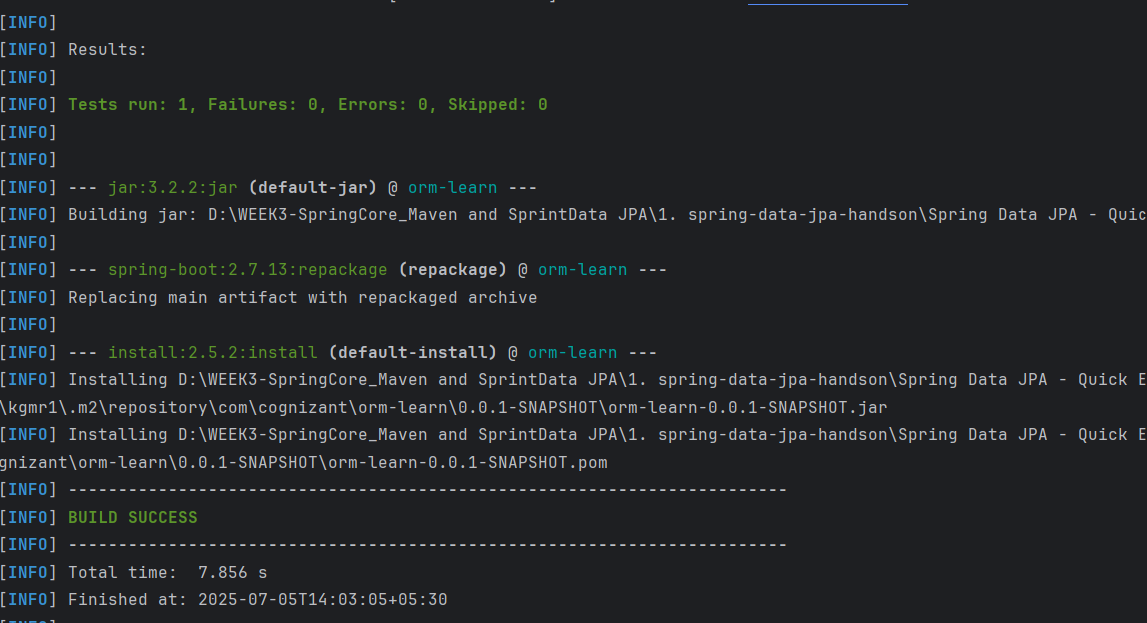 [INFO]
[INFO] Results:
[INFO]
[INFO] Tests run: 1, Failures: 0, Errors: 0, Skipped: 0
[INFO]
[INFO]
[INFO] --- jar:3.2.2:jar (default-jar) @ orm-learn ---
[INFO] Building jar: D:\WEEK3-SpringCore_Maven and SprintData JPA\1. spring-data-jpa-handson\Spring Data JPA - Quic
[INFO]
[INFO] --- spring-boot:2.7.13:repackage (repackage) @ orm-learn ---
[INFO] Replacing main artifact with repackaged archive
[INFO]
[INFO] --- install:2.5.2:install (default-install) @ orm-learn ---
[INFO] Installing D:\WEEK3-SpringCore_Maven and SprintData JPA\1. spring-data-jpa-handson\Spring Data JPA - Quick E
\kgmr1\.m2\repository\com\cognizant\orm-learn\0.0.1-SNAPSHOT\orm-learn-0.0.1-SNAPSHOT.jar
[INFO] Installing D:\WEEK3-SpringCore_Maven and SprintData JPA\1. spring-data-jpa-handson\Spring Data JPA - Quick E
gnizant\orm-learn\0.0.1-SNAPSHOT\orm-learn-0.0.1-SNAPSHOT.pom
[INFO] ------------------------------------------------------------------------
[INFO] BUILD SUCCESS
[INFO] ------------------------------------------------------------------------
[INFO] Total time:  7.856 s
[INFO] Finished at: 2025-07-05T14:03:05+05:30